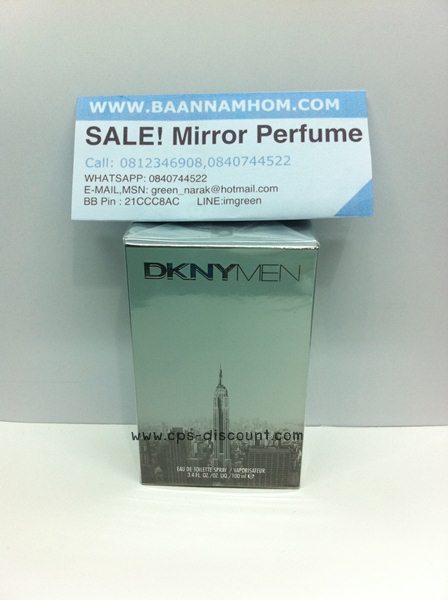 WWW.BAANNAMHOM.COM
SALE! Mirror Perfume
Call: 0812346908,0840744522
WHATSAPP: 0840744522
E-MAIL,MSN: green_narak@hotmail.com
BB Pin : 21CCC8AC LINE:imgreen
DKNYMEN
www.cps-discount.com
EAU DE TOILETTE SPRAY / VAPORISATEUR
3.4 FL. OZ./OZ. LIQ./100 ml ℮